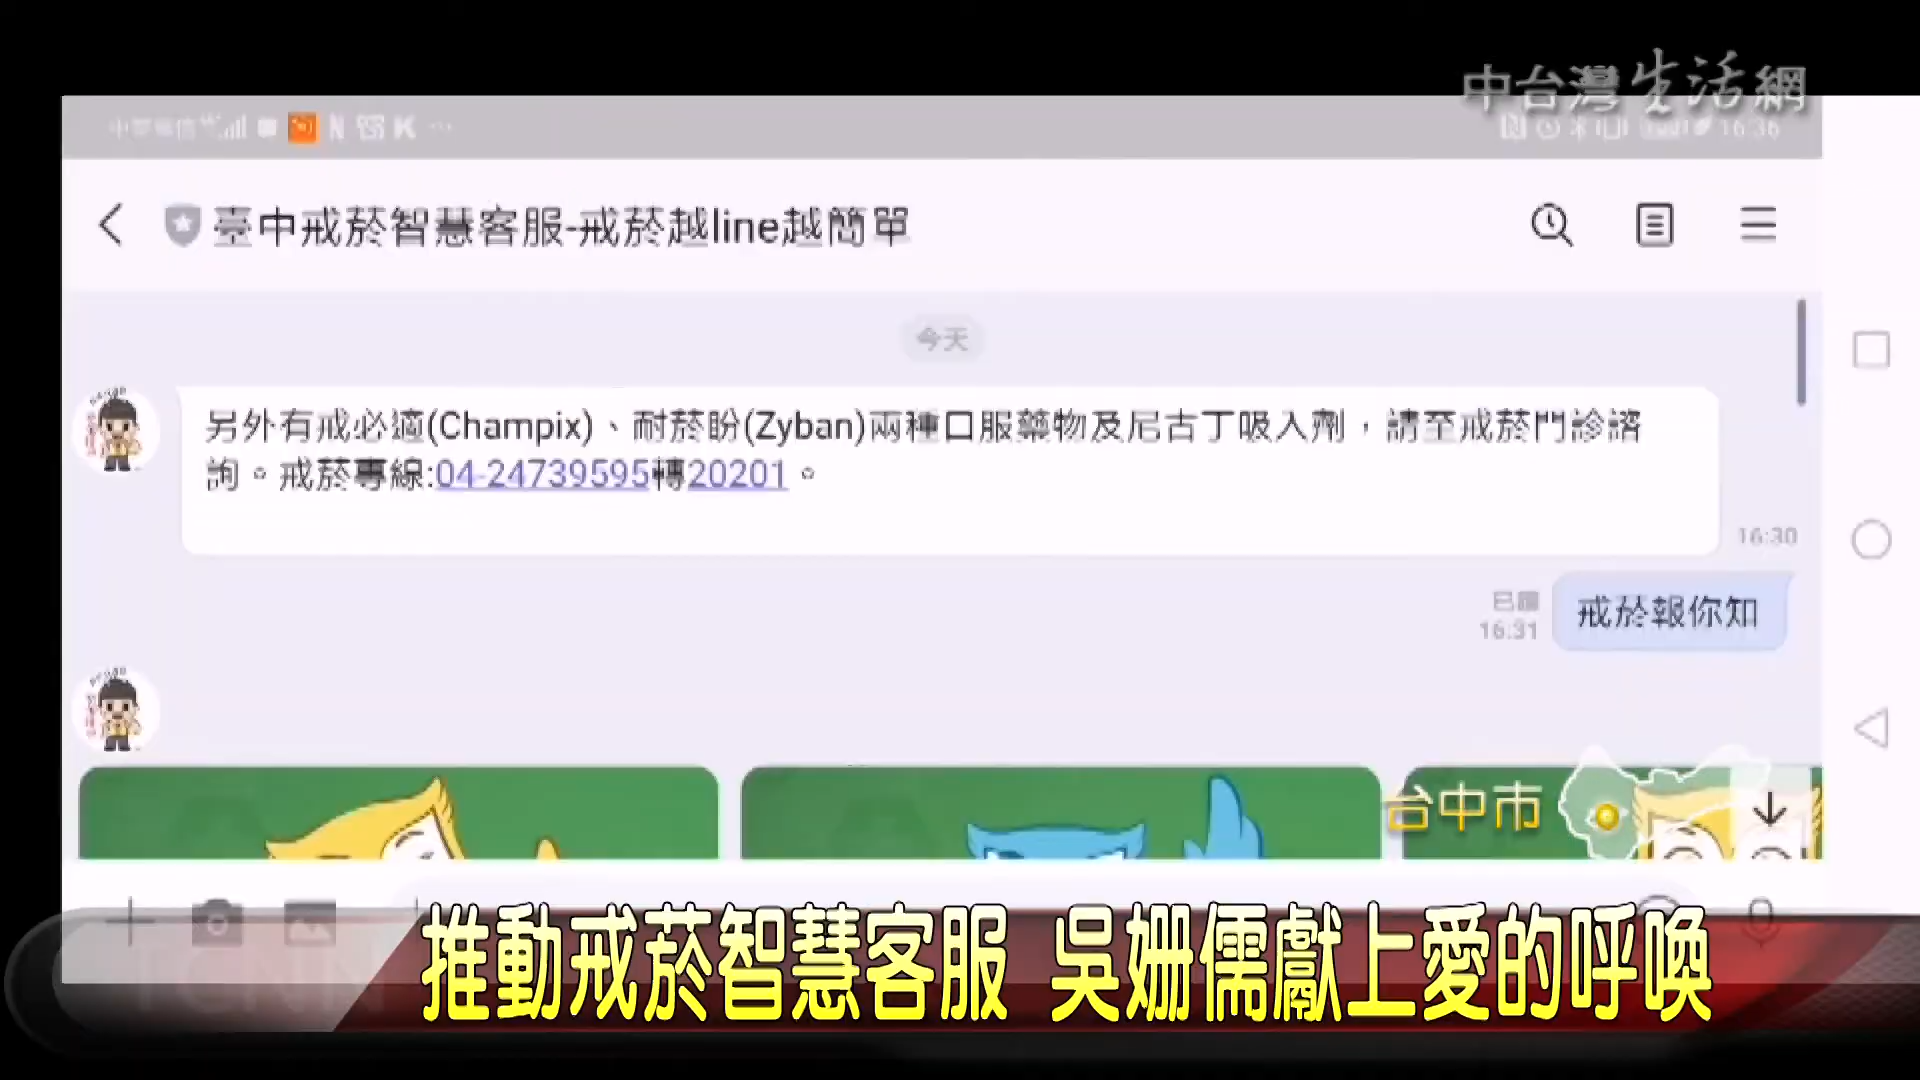 中台灣生活網
16:36
臺中戒菸智慧客服-戒菸越line越簡單
今天
另外有戒必適(Champix)、耐菸盼(Zyban)兩種口服藥物及尼古丁吸入劑，請至戒菸門診諮
詢。戒菸專線:04-24739595轉20201。
16:30
已讀
16:31
戒菸報你知
台中市
推動戒菸智慧客服 吳姍儒獻上愛的呼喚